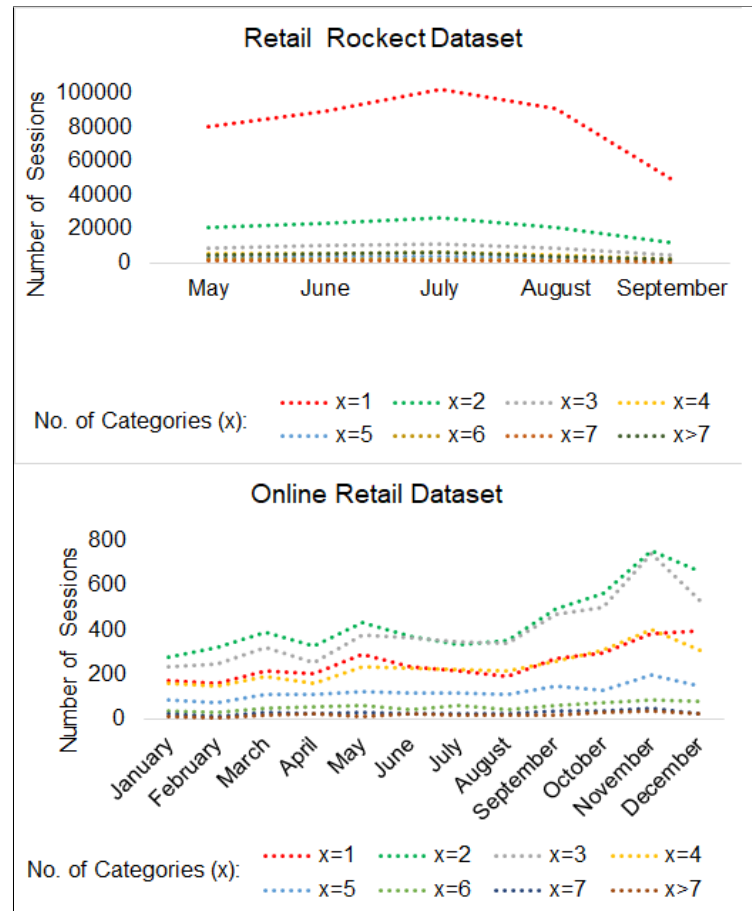 Retail Rockect Dataset
Number of Sessions
100000
80000
60000
40000
20000
0
May June July August September
No. of Categories (x):
x=1 x=2 x=3 x=4
x=5 x=6 x=7 x>7
Online Retail Dataset
Number of Sessions
800
600
400
200
0
January February March April May June July August September October November December
No. of Categories (x):
x=1 x=2 x=3 x=4
x=5 x=6 x=7 x>7